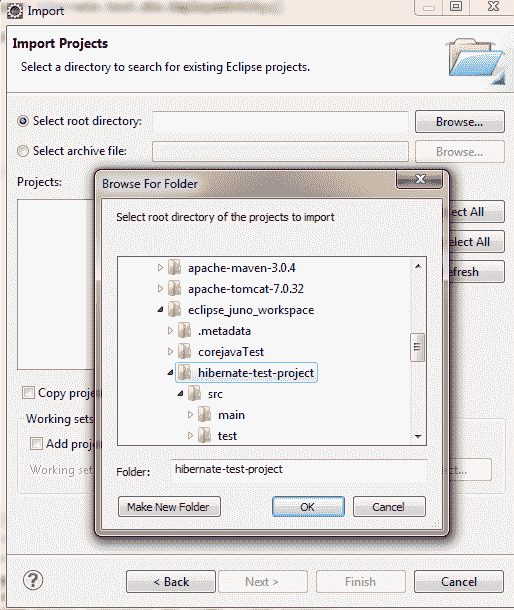 Import
Import Projects
Select a directory to search for existing Eclipse projects.
Select root directory:
Browse...
Select archive file:
Browse...
Projects:
Browse For Folder
Select root directory of the projects to import
ect All
elect All
efresh
apache-maven-3.0.4
apache-tomcat-7.0.32
eclipse_juno_workspace
.metadata
corejavaTest
hibernate-test-project
src
main
test
Copy proje
Working sets
Add proje
Working set
Folder:
hibernate-test-project
Make New Folder
OK
Cancel
< Back
Next >
Finish
Cancel